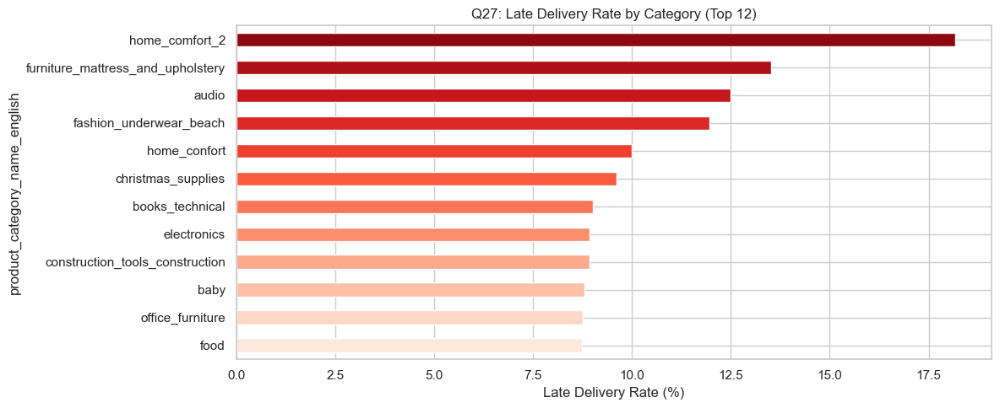 Q27: Late Delivery Rate by Category (Top 12)
product_category_name_english
home_comfort_2
furniture_mattress_and_upholstery
audio
fashion_underwear_beach
home_confort
christmas_supplies
books_technical
electronics
construction_tools_construction
baby
office_furniture
food
0.0 2.5 5.0 7.5 10.0 12.5 15.0 17.5
Late Delivery Rate (%)